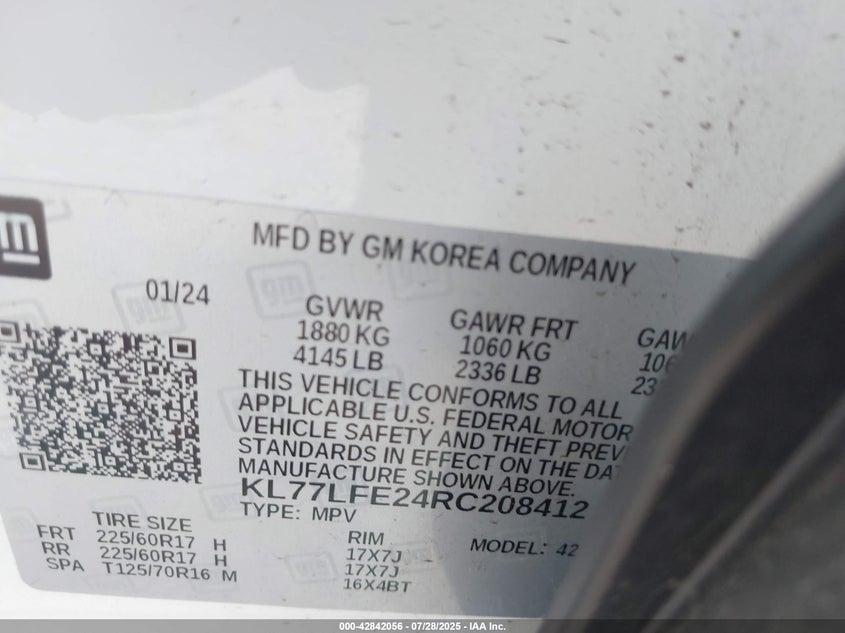 gm
MFD BY GM KOREA COMPANY
01/24
GVWR GAWR FRT
1880 KG 1060 KG
4145 LB 2336 LB
THIS VEHICLE CONFORMS TO ALL
APPLICABLE U.S. FEDERAL MOTOR
VEHICLE SAFETY AND THEFT
STANDARDS IN EFFECT ON THE
MANUFACTURE SHOWN ABOVE.
KL77LFE24RC208412
TYPE: MPV
TIRE SIZE RIM MODEL: 42
FRT 225/60R17 H 17X7J
RR 225/60R17 H 17X7J
SPA T125/70R16 M 16X4BT
000-42842056 - 07/28/2025 - IAA Inc.